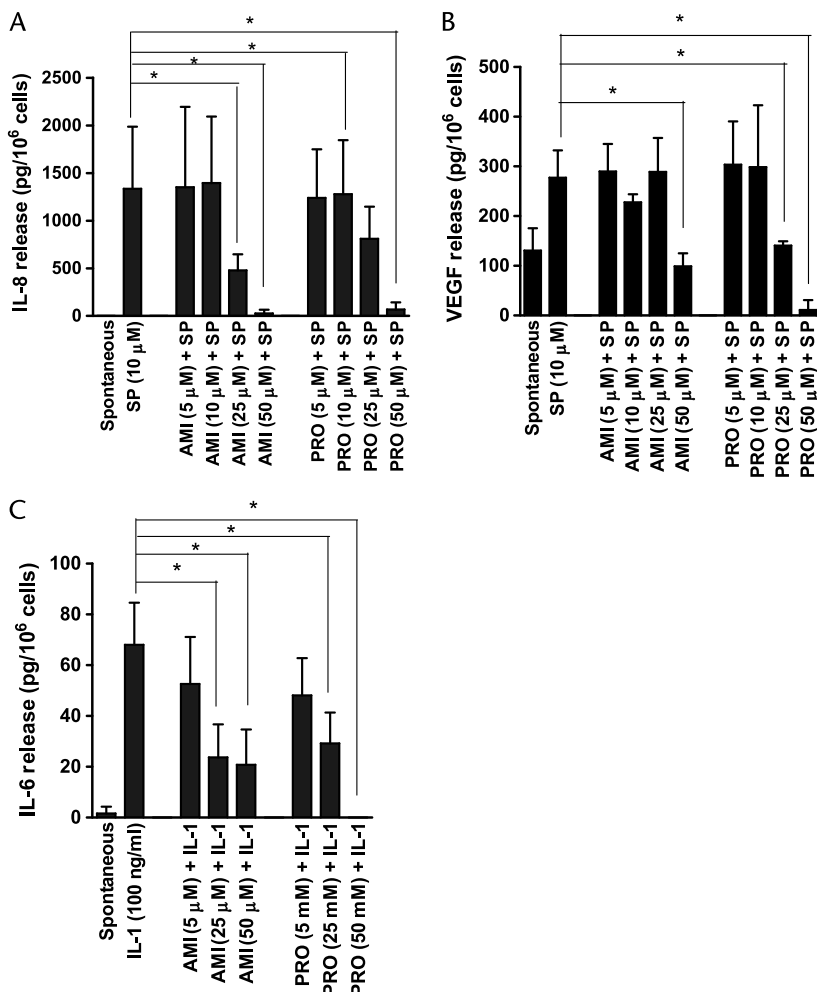 A
*
*
*
*
IL-8 release (pg/10⁶ cells)
2500
2000
1500
1000
500
0
Spontaneous
SP (10 μM)
AMI (5 μM) + SP
AMI (10 μM) + SP
AMI (25 μM) + SP
AMI (50 μM) + SP
PRO (5 μM) + SP
PRO (10 μM) + SP
PRO (25 μM) + SP
PRO (50 μM) + SP
B
*
*
*
VEGF release (pg/10⁶ cells)
500
400
300
200
100
0
Spontaneous
SP (10 μM)
AMI (5 μM) + SP
AMI (10 μM) + SP
AMI (25 μM) + SP
AMI (50 μM) + SP
PRO (5 μM) + SP
PRO (10 μM) + SP
PRO (25 μM) + SP
PRO (50 μM) + SP
C
*
*
*
*
IL-6 release (pg/10⁶ cells)
100
80
60
40
20
0
Spontaneous
IL-1 (100 ng/ml)
AMI (5 μM) + IL-1
AMI (25 μM) + IL-1
AMI (50 μM) + IL-1
PRO (5 mM) + IL-1
PRO (25 mM) + IL-1
PRO (50 mM) + IL-1